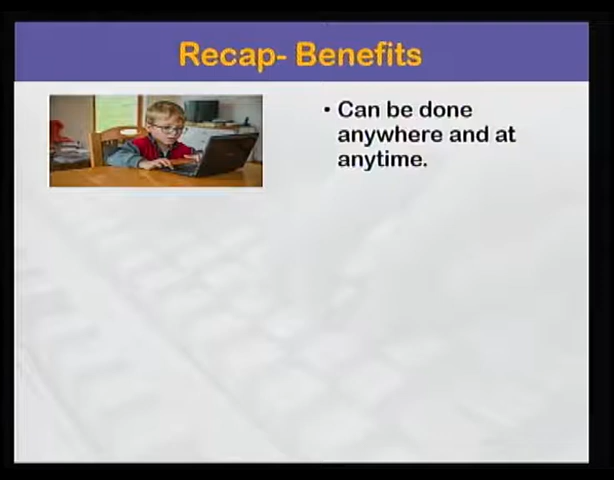 Recap- Benefits
• Can be done
anywhere and at
anytime.